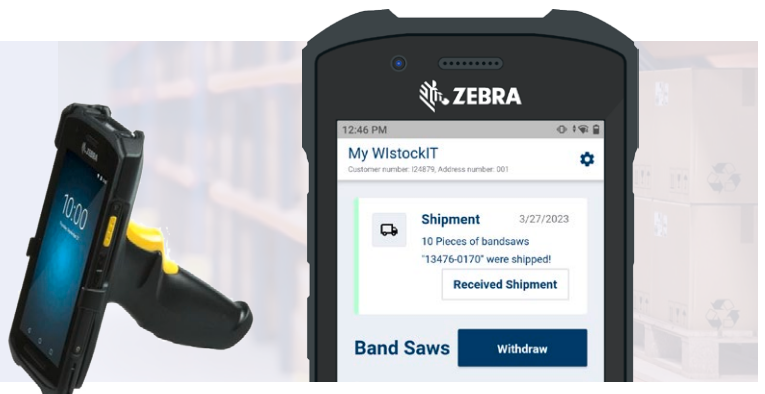 ZEBRA
10:00
ZEBRA
12:46 PM
My WIstockIT
Customer number: I24879, Address number: 001
Shipment 3/27/2023
10 Pieces of bandsaws
"13476-0170" were shipped!
Received Shipment
Band Saws Withdraw